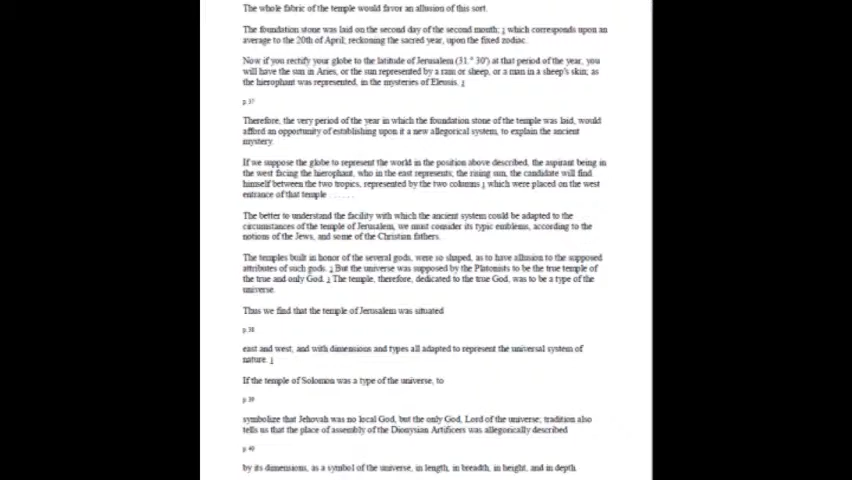 The whole fabric of the temple would favor an allusion of this sort.
The foundation stone was laid on the second day of the second month; which corresponds upon an
average to the 20th of April; reckoning the sacred year, upon the fixed zodiac.
Now if you rectify your globe to the latitude of Jerusalem (31.° 30') at that period of the year, you
will have the sun in Aries, or the sun represented by a ram or sheep, or a man in a sheep's skin; as
the hierophant was represented, in the mysteries of Eleusis.
p.37
Therefore, the very period of the year in which the foundation stone of the temple was laid, would
afford an opportunity of establishing upon it a new allegorical system, to explain the ancient
mystery.
If we suppose the globe to represent the world in the position above described, the aspirant being in
the west facing the hierophant, who in the east represents, the rising sun, the candidate will find
himself between the two tropics, represented by the two columns which were placed on the west
entrance of that temple . . . . . .
The better to understand the facility with which the ancient system could be adapted to the
circumstances of the temple of Jerusalem, we must consider its typic emblems, according to the
notions of the Jews, and some of the Christian fathers.
The temples built in honor of the several gods, were so shaped, as to have allusion to the supposed
attributes of such gods. But the universe was supposed by the Platonists to be the true temple of
the true and only God. The temple, therefore, dedicated to the true God, was to be a type of the
universe.
Thus we find that the temple of Jerusalem was situated
p.38
east and west, and with dimensions and types all adapted to represent the universal system of
nature.
If the temple of Solomon was a type of the universe, to
p.39
symbolize that Jehovah was no local God, but the only God, Lord of the universe; tradition also
tells us that the place of assembly of the Dionysian Artificers was allegorically described
p.40
by its dimensions, as a symbol of the universe, in length, in breadth, in height, and in depth.